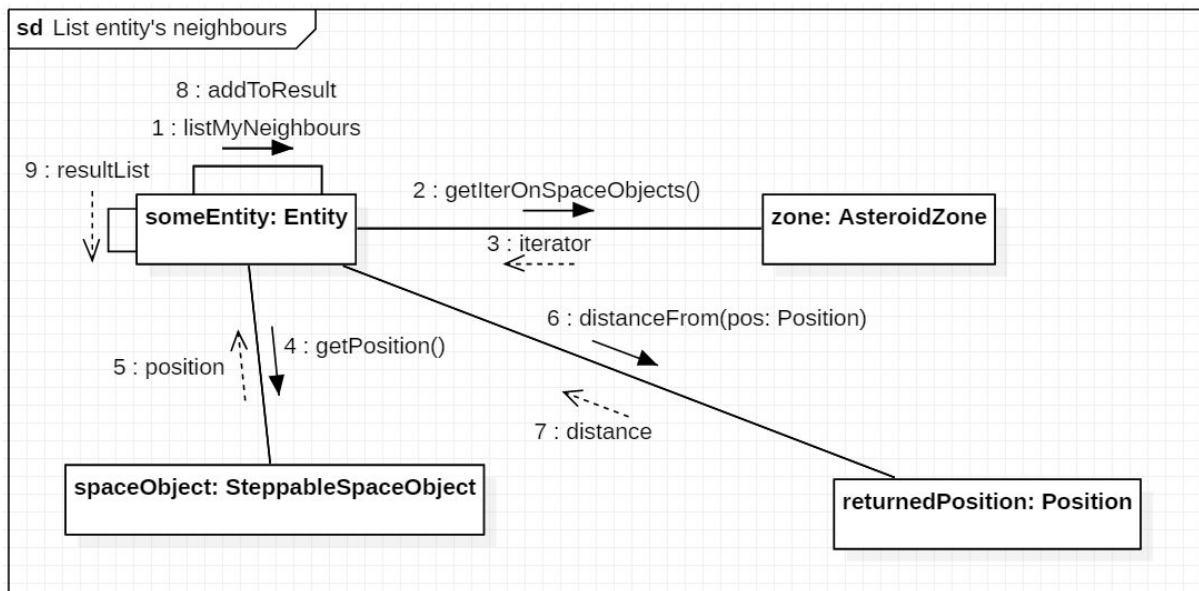 sd List entity's neighbours
8 : addToResult
1 : listMyNeighbours
9 : resultList
someEntity: Entity
2 : getIterOnSpaceObjects()
3 : iterator
zone: AsteroidZone
6 : distanceFrom(pos: Position)
4 : getPosition()
5 : position
7 : distance
spaceObject: SteppableSpaceObject
returnedPosition: Position